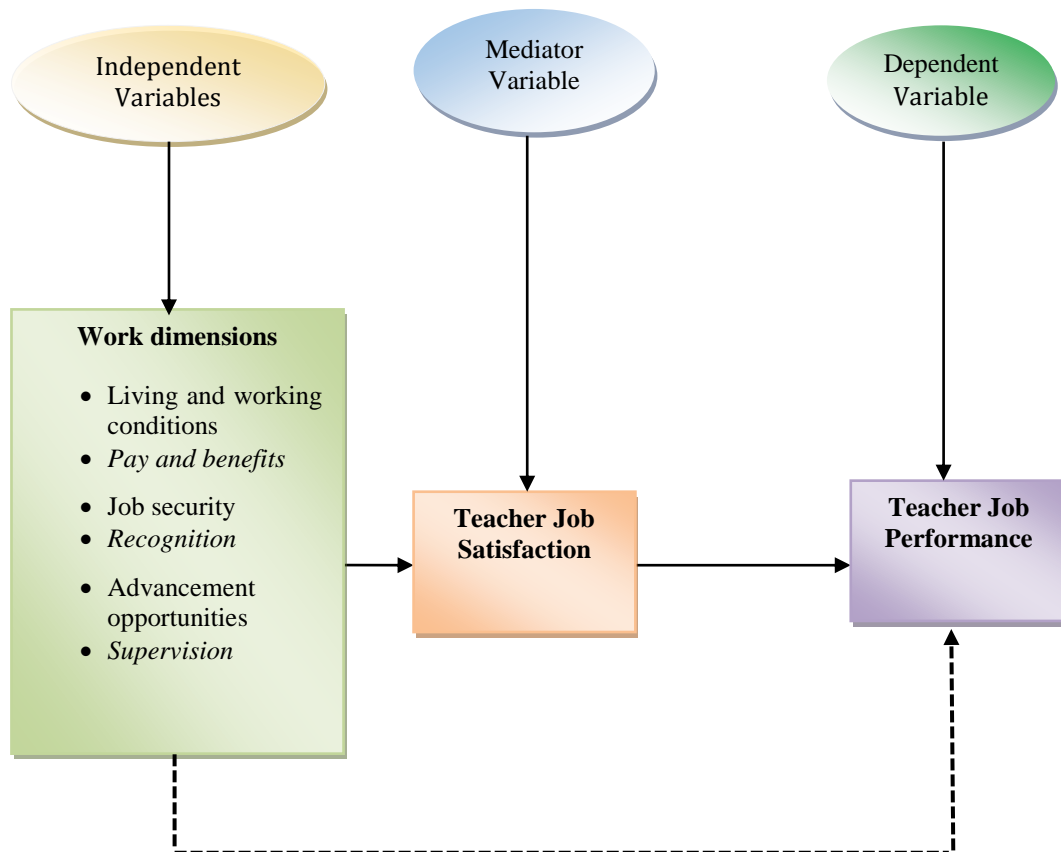 Independent
Variables
Mediator
Variable
Dependent
Variable
Work dimensions
• Living and working
conditions
• Pay and benefits
• Job security
• Recognition
• Advancement
opportunities
• Supervision
Teacher Job
Satisfaction
Teacher Job
Performance